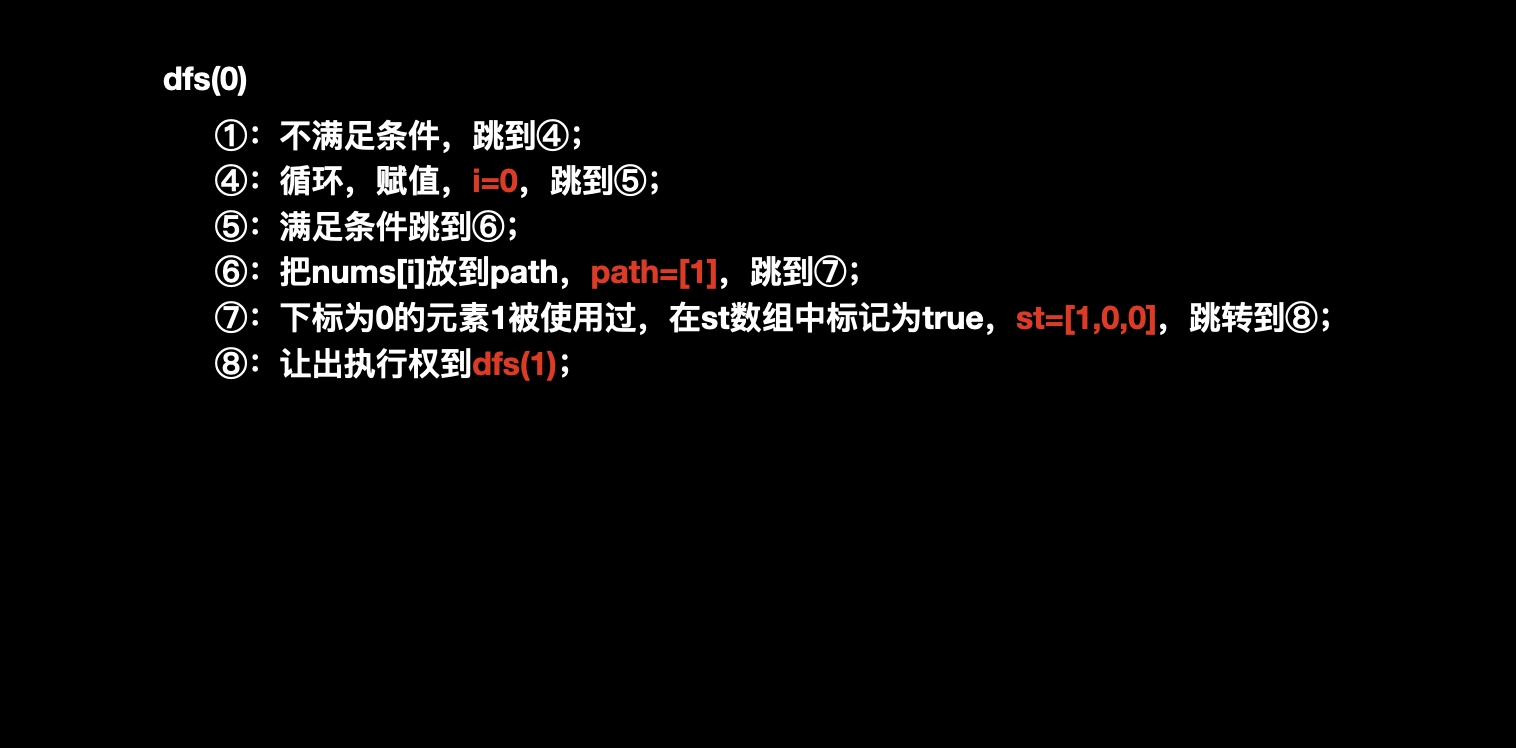 dfs(0)
①：不满足条件，跳到④；
④：循环，赋值，i=0，跳到⑤；
⑤：满足条件跳到⑥；
⑥：把nums[i]放到path，path=[1]，跳到⑦；
⑦：下标为0的元素1被使用过，在st数组中标记为true，st=[1,0,0]，跳转到⑧；
⑧：让出执行权到dfs(1)；